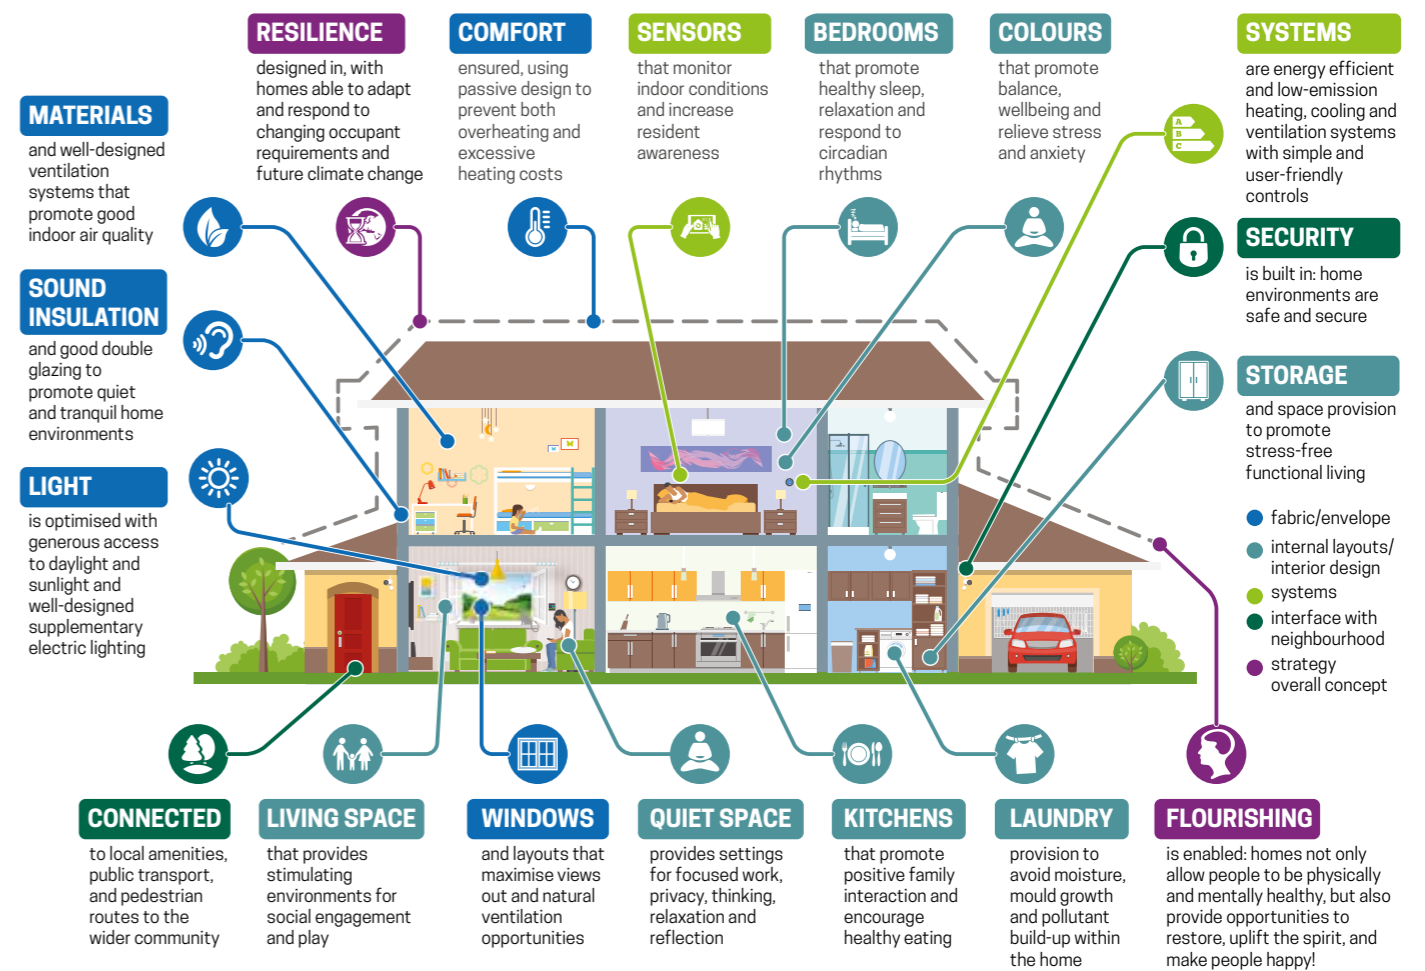 RESILIENCE
designed in, with
homes able to adapt
and respond to
changing occupant
requirements and
future climate change
COMFORT
ensured, using
passive design to
prevent both
overheating and
excessive
heating costs
SENSORS
that monitor
indoor conditions
and increase
resident
awareness
BEDROOMS
that promote
healthy sleep,
relaxation and
respond to
circadian
rhythms
COLOURS
that promote
balance,
wellbeing and
relieve stress
and anxiety
SYSTEMS
are energy efficient
and low-emission
heating, cooling and
ventilation systems
with simple and
user-friendly
controls
A
B
C
MATERIALS
and well-designed
ventilation
systems that
promote good
indoor air quality
SOUND
INSULATION
and good double
glazing to
promote quiet
and tranquil home
environments
LIGHT
is optimised with
generous access
to daylight and
sunlight and
well-designed
supplementary
electric lighting
SECURITY
is built in: home
environments are
safe and secure
STORAGE
and space provision
to promote
stress-free
functional living
fabric/envelope
internal layouts/
interior design
systems
interface with
neighbourhood
strategy
overall concept
CONNECTED
to local amenities,
public transport,
and pedestrian
routes to the
wider community
LIVING SPACE
that provides
stimulating
environments for
social engagement
and play
WINDOWS
and layouts that
maximise views
out and natural
ventilation
opportunities
QUIET SPACE
provides settings
for focused work,
privacy, thinking,
relaxation and
reflection
KITCHENS
that promote
positive family
interaction and
encourage
healthy eating
LAUNDRY
provision to
avoid moisture,
mould growth
and pollutant
build-up within
the home
FLOURISHING
is enabled: homes not only
allow people to be physically
and mentally healthy, but also
provide opportunities to
restore, uplift the spirit, and
make people happy!